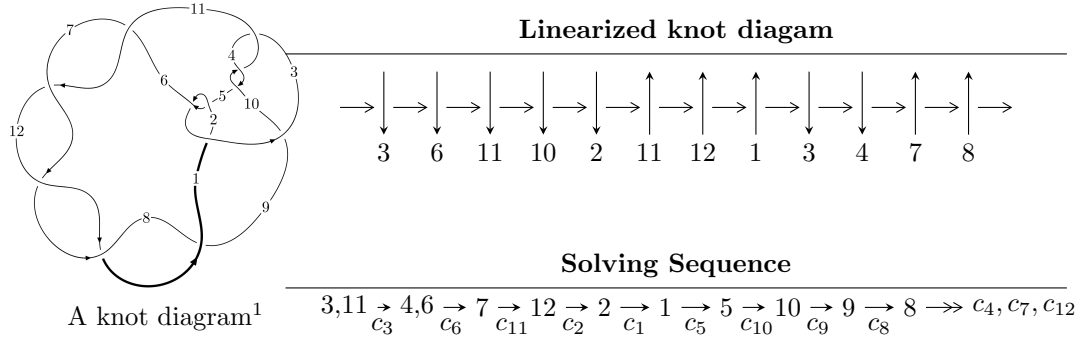 11
7
4
3
6
5
10
2
12
1
8
9
A knot diagram¹
Linearized knot diagam
3 6 11 10 2 11 12 1 3 4 7 8
Solving Sequence
3,11 → 4,6 → 7 → 12 → 2 → 1 → 5 → 10 → 9 → 8 →» c₄, c₇, c₁₂
c₃ c₆ c₁₁ c₂ c₁ c₅ c₁₀ c₉ c₈